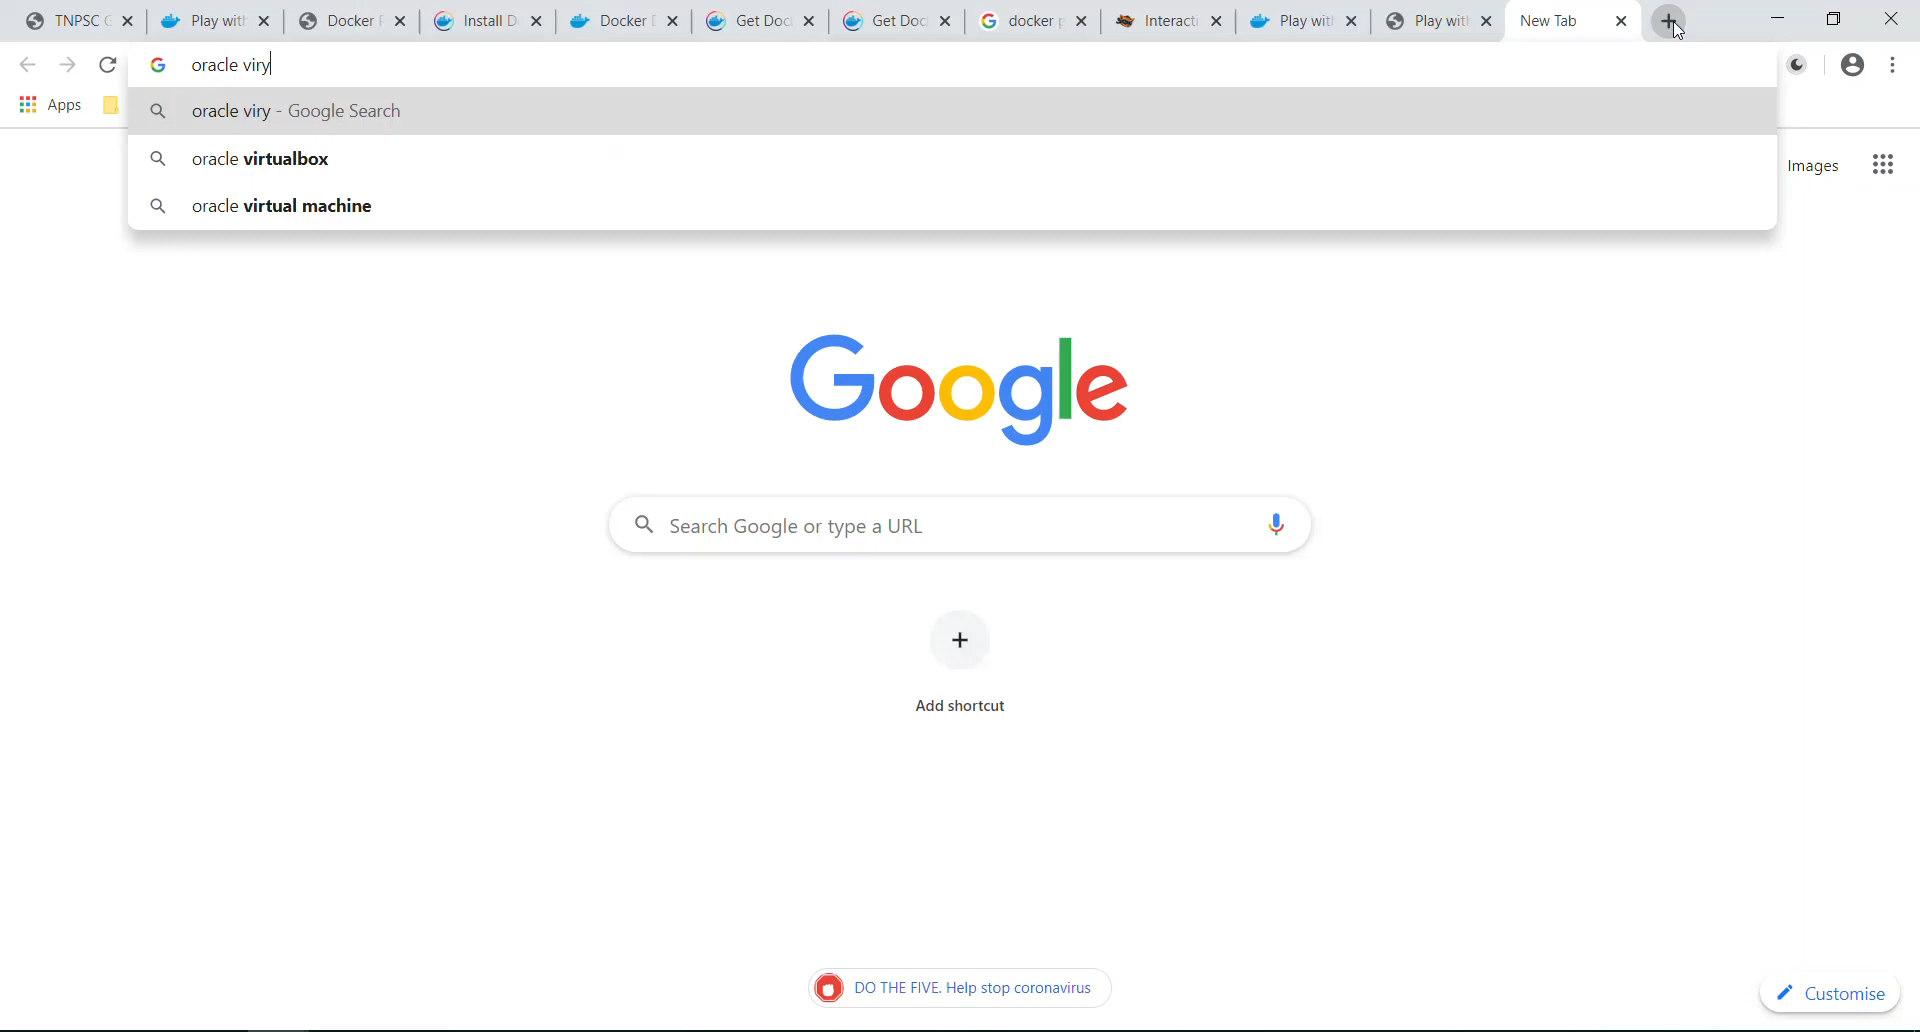 TNPSC G
Play with
Docker P
Install D
Docker D
Get Doc
Get Doc
docker p
Interacti
Play with
Play with
New Tab
oracle viry
Apps
oracle viry - Google Search
oracle virtualbox
oracle virtual machine
Images
Google
Search Google or type a URL
Add shortcut
DO THE FIVE. Help stop coronavirus
Customise